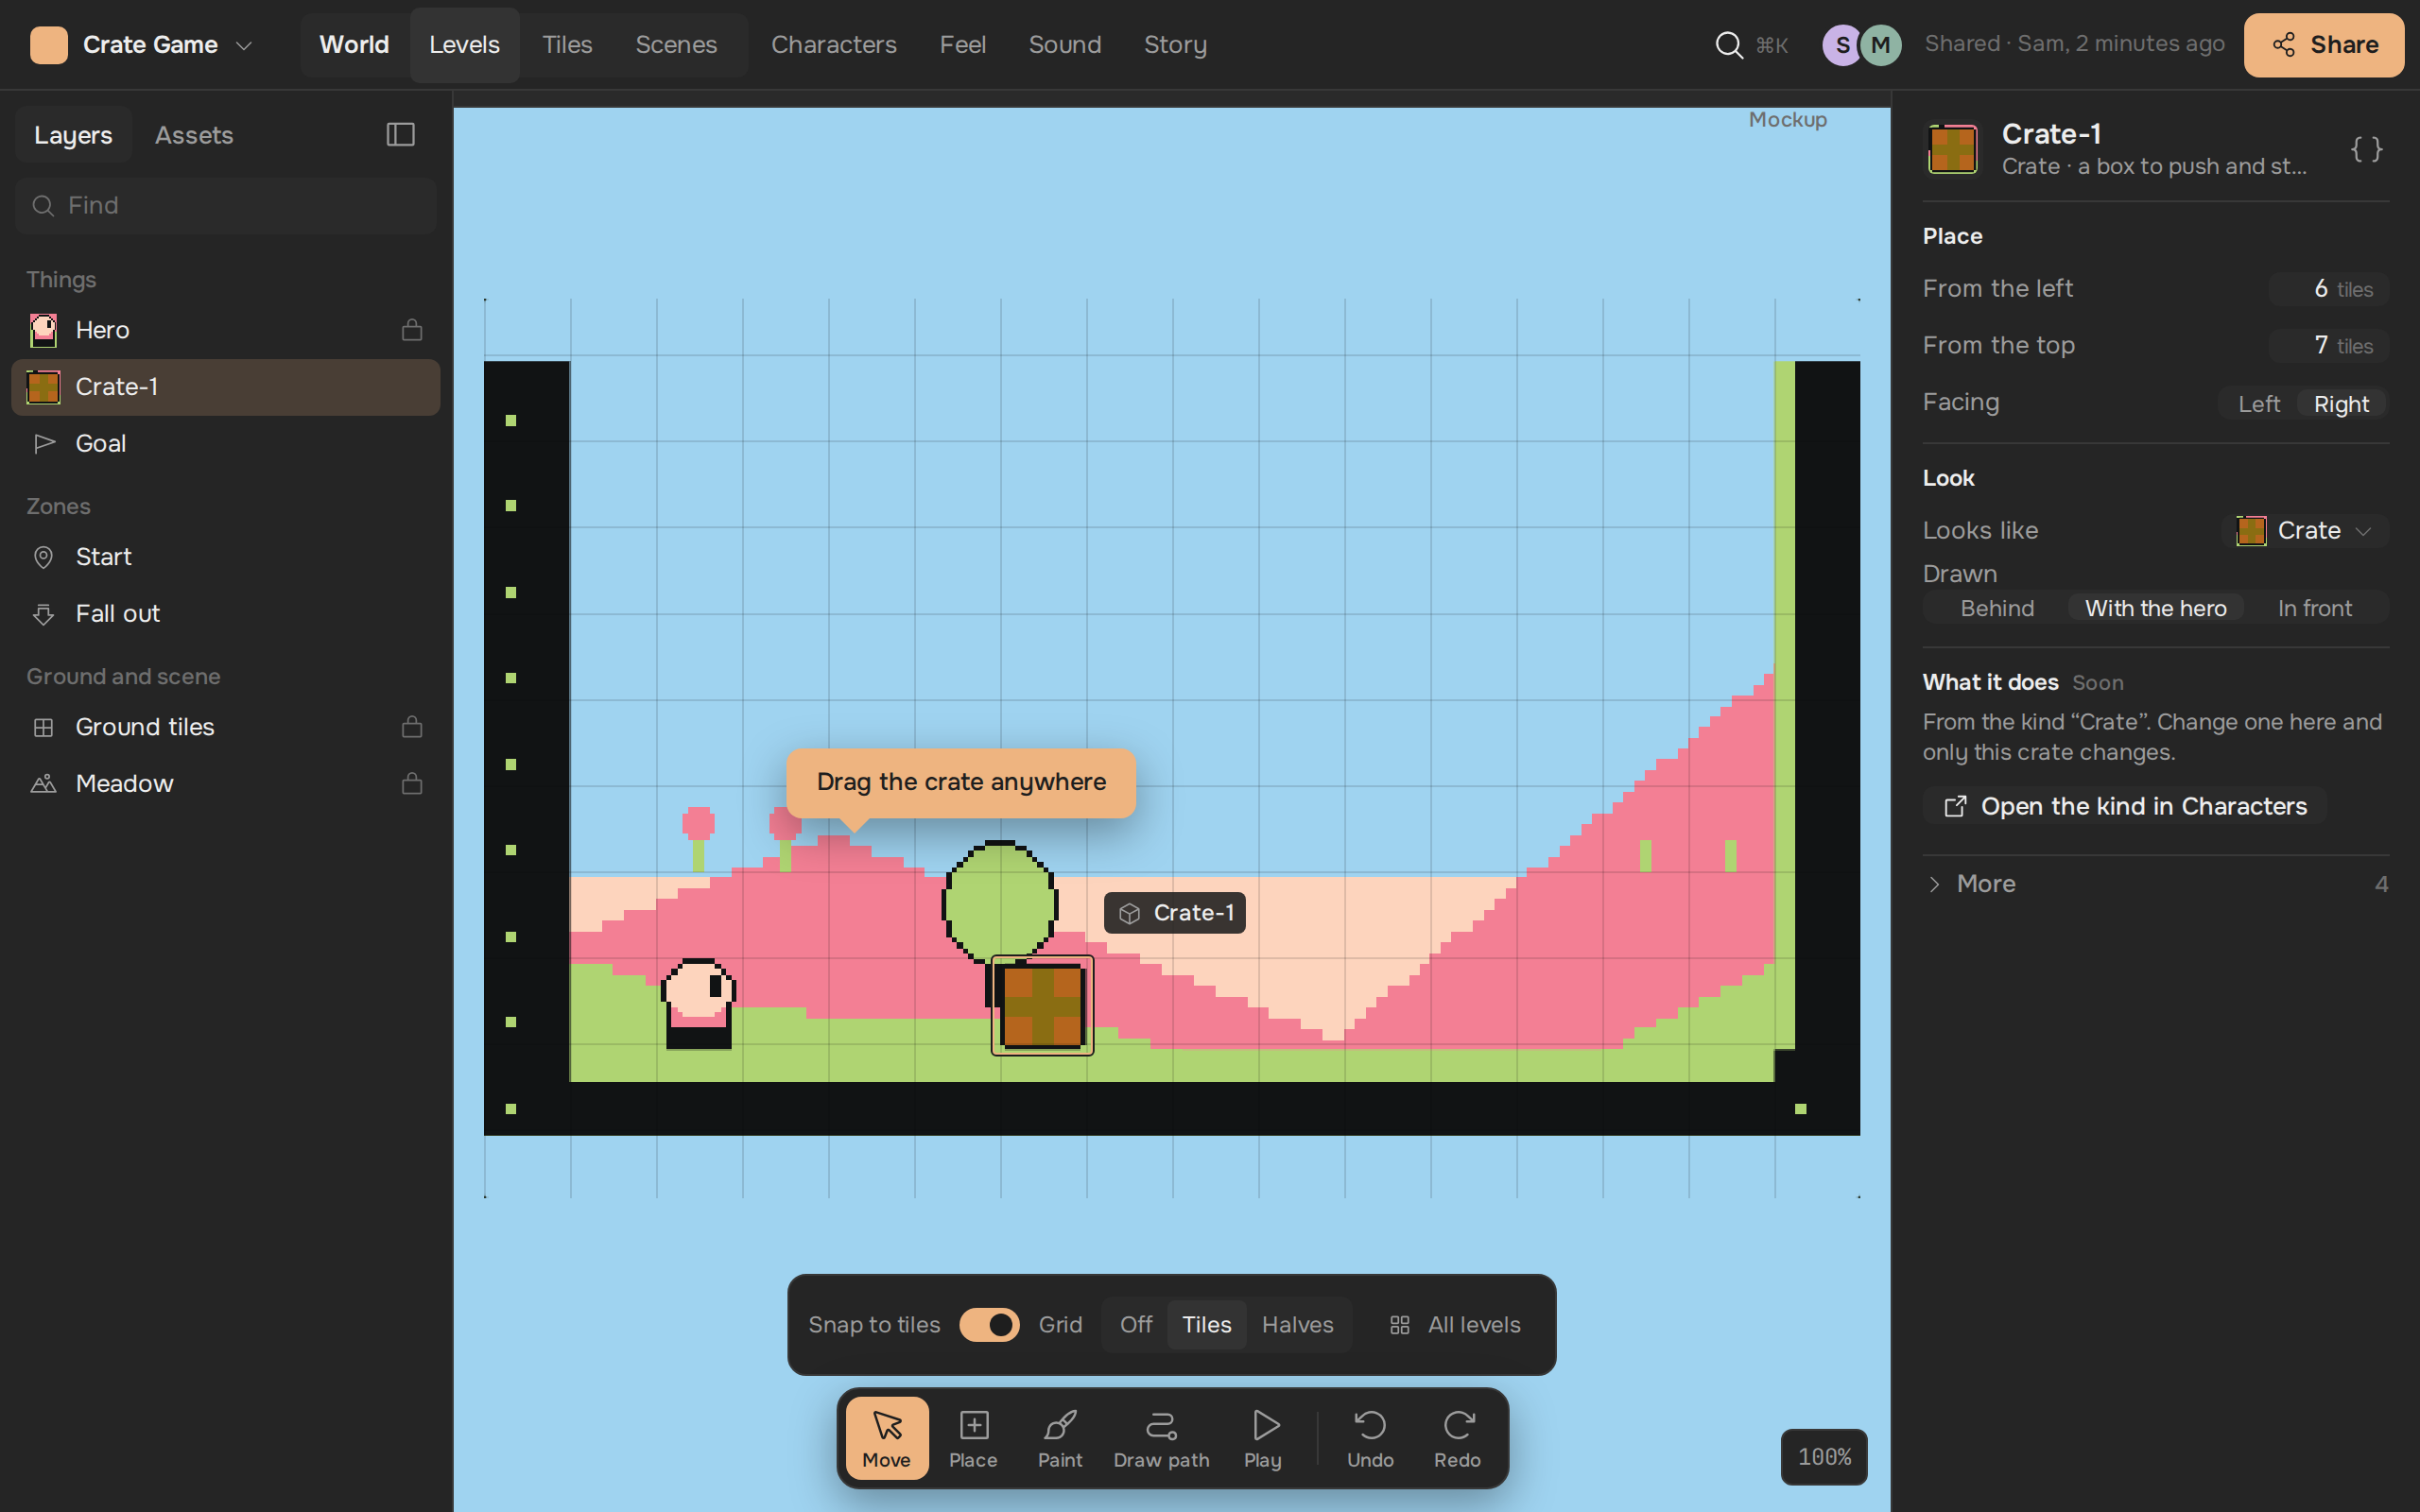 Crate Game
World
Levels
Tiles
Scenes
Characters
Feel
Sound
Story
⌘K
S
M
Shared · Sam, 2 minutes ago
Share
Layers
Assets
Find
Things
Hero
Crate-1
Goal
Zones
Start
Fall out
Ground and scene
Ground tiles
Meadow
Mockup
Drag the crate anywhere
Crate-1
Snap to tiles
Grid
Off
Tiles
Halves
All levels
Move
Place
Paint
Draw path
Play
Undo
Redo
100%
Crate-1
Crate · a box to push and st...
{ }
Place
From the left
6 tiles
From the top
7 tiles
Facing
Left
Right
Look
Looks like
Crate
Drawn
Behind
With the hero
In front
What it does Soon
From the kind “Crate”. Change one here and
only this crate changes.
Open the kind in Characters
More
4